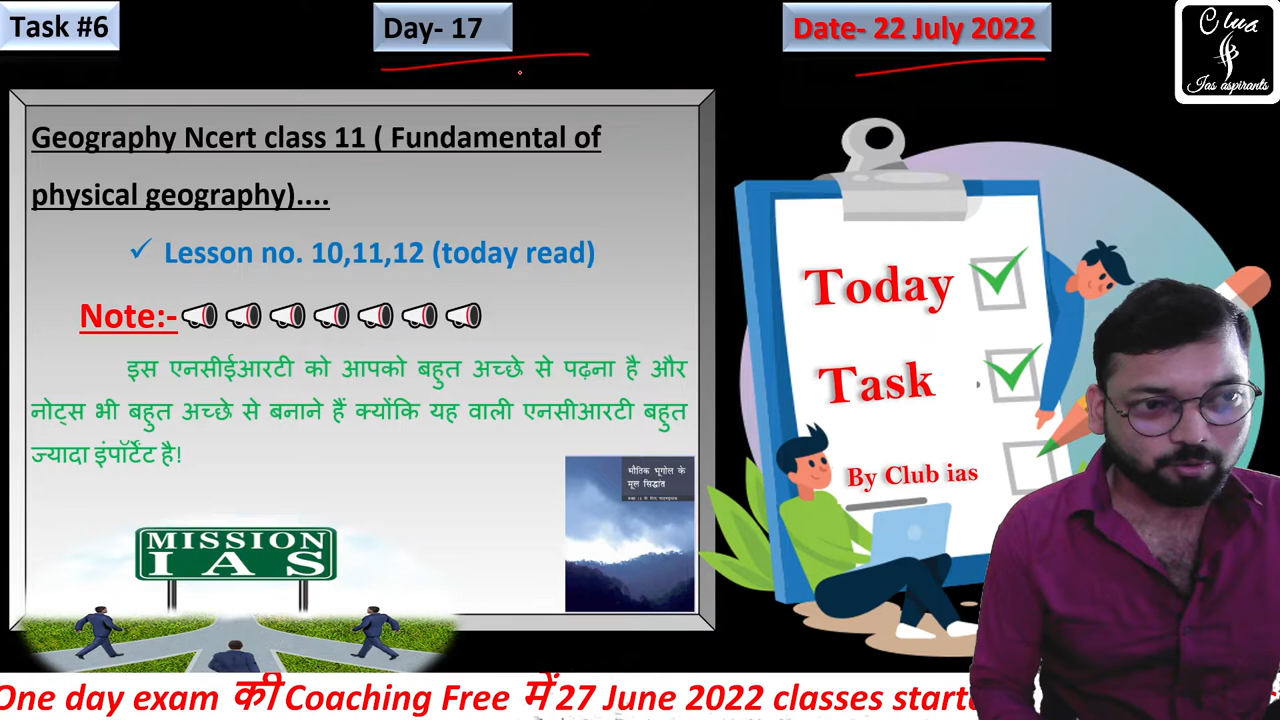 Task #6
Day- 17
Date- 22 July 2022
Clua
Ias aspirants
Geography Ncert class 11 ( Fundamental of
physical geography)....
✓ Lesson no. 10,11,12 (today read)
Note:-
इस एनसीईआरटी को आपको बहुत अच्छे से पढ़ना है और
नोट्स भी बहुत अच्छे से बनाने हैं क्योंकि यह वाली एनसीआरटी बहुत
ज्यादा इंपॉर्टेंट है!
भौतिक भूगोल के
मूल सिद्धांत
MISSION
IAS
Today
Task
By Club ias
One day exam की Coaching Free में 27 June 2022 classes start